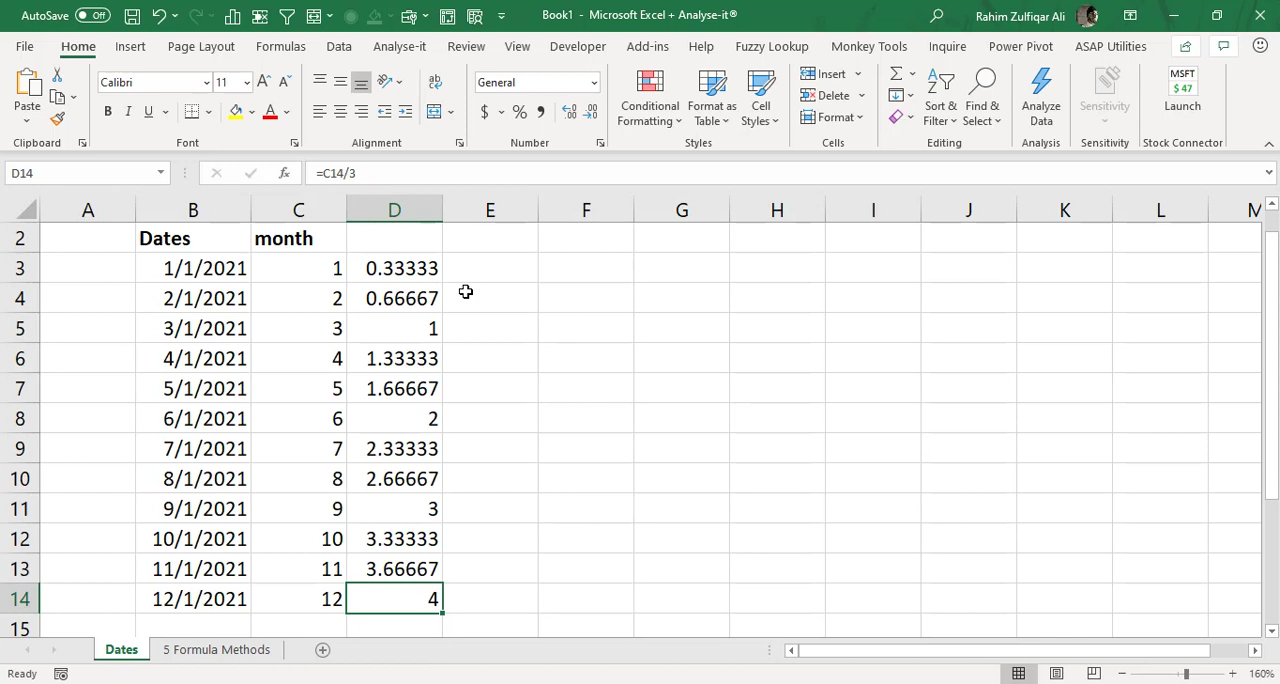 AutoSave Off Book1 - Microsoft Excel + Analyse-it® Rahim Zulfiqar Ali
File Home Insert Page Layout Formulas Data Analyse-it Review View Developer Add-ins Help Fuzzy Lookup Monkey Tools Inquire Power Pivot ASAP Utilities
Paste Calibri 11 General Conditional Formatting Format as Table Cell Styles Insert Delete Format Sort & Filter Find & Select Analyze Data Sensitivity MSFT $ 47 Launch
Clipboard Font Alignment Number Styles Cells Editing Analysis Sensitivity Stock Connector
D14 fx =C14/3
A B C D E F G H I J K L M
2 Dates month
3 1/1/2021 1 0.33333
4 2/1/2021 2 0.66667
5 3/1/2021 3 1
6 4/1/2021 4 1.33333
7 5/1/2021 5 1.66667
8 6/1/2021 6 2
9 7/1/2021 7 2.33333
10 8/1/2021 8 2.66667
11 9/1/2021 9 3
12 10/1/2021 10 3.33333
13 11/1/2021 11 3.66667
14 12/1/2021 12 4
15
Dates 5 Formula Methods
Ready 160%